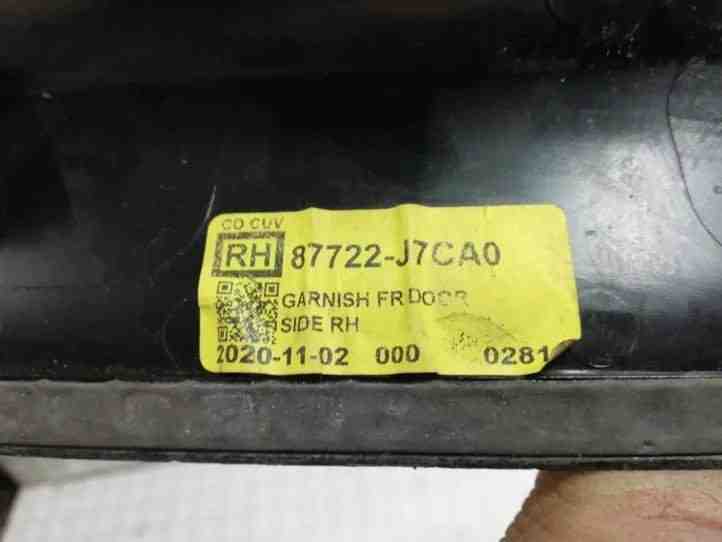 CD CUV
RH 87722-J7CA0
GARNISH FR DOOR
SIDE RH
2020-11-02 000 0281